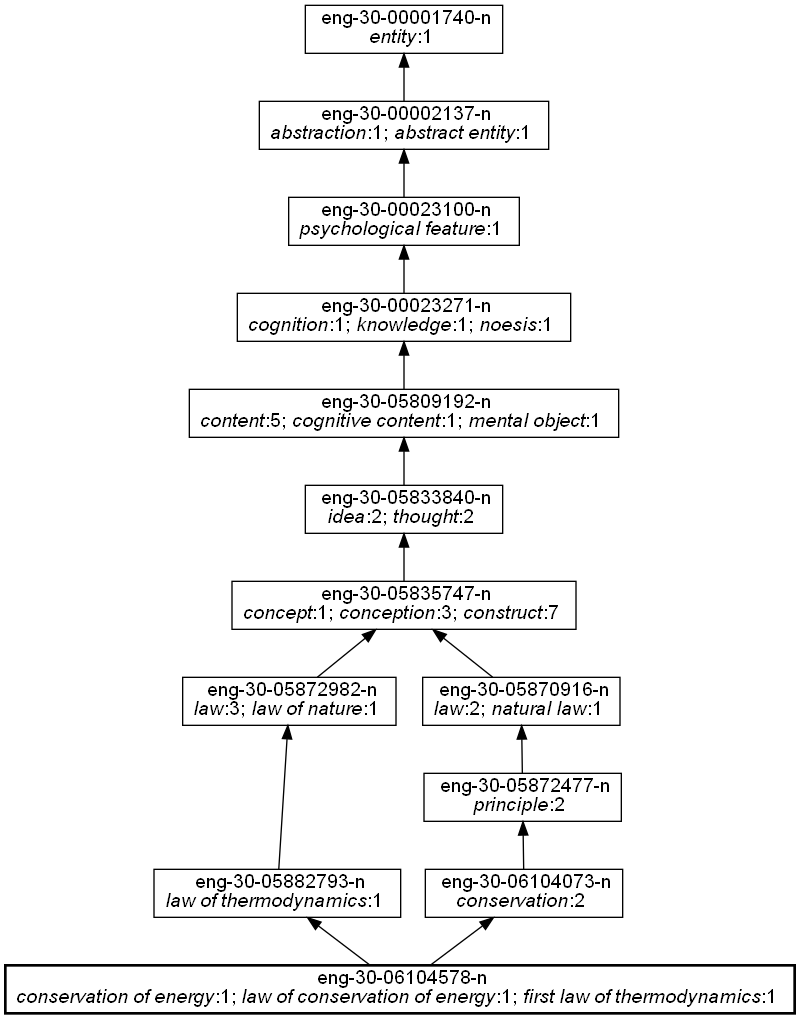 eng-30-00001740-n
entity:1
eng-30-00002137-n
abstraction:1; abstract entity:1
eng-30-00023100-n
psychological feature:1
eng-30-00023271-n
cognition:1; knowledge:1; noesis:1
eng-30-05809192-n
content:5; cognitive content:1; mental object:1
eng-30-05833840-n
idea:2; thought:2
eng-30-05835747-n
concept:1; conception:3; construct:7
eng-30-05872982-n
law:3; law of nature:1
eng-30-05870916-n
law:2; natural law:1
eng-30-05872477-n
principle:2
eng-30-05882793-n
law of thermodynamics:1
eng-30-06104073-n
conservation:2
eng-30-06104578-n
conservation of energy:1; law of conservation of energy:1; first law of thermodynamics:1